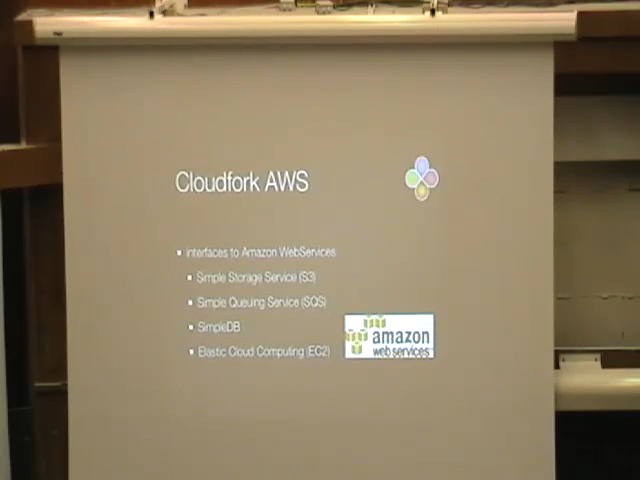 Cloudfork AWS
Interfaces to Amazon WebServices
Simple Storage Service (S3)
Simple Queuing Service (SQS)
SimpleDB
Elastic Cloud Computing (EC2)
amazon
web services